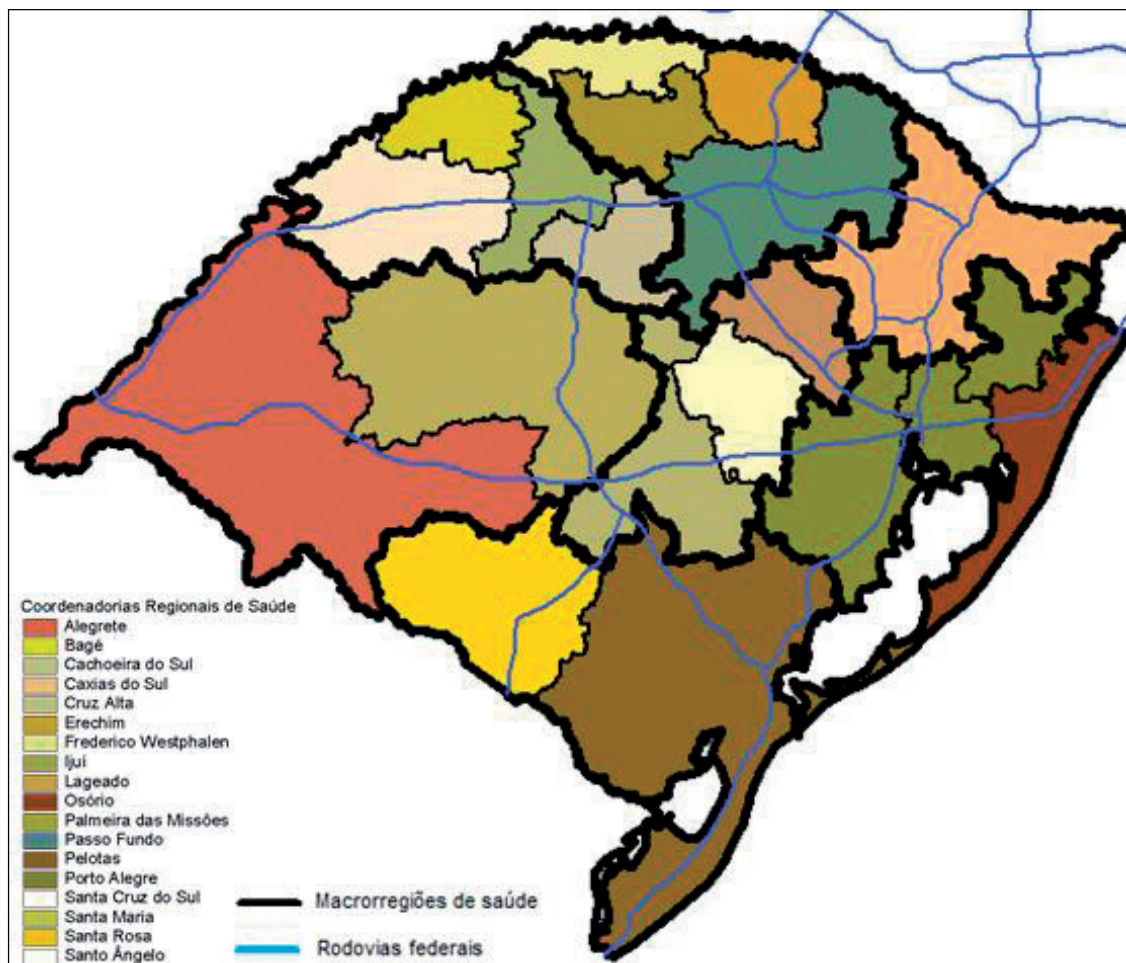 Coordenadorias Regionais de Saúde
Alegrete
Bagé
Cachoeira do Sul
Caxias do Sul
Cruz Alta
Erechim
Frederico Westphalen
Ijuí
Lageado
Osório
Palmeira das Missões
Passo Fundo
Pelotas
Porto Alegre
Santa Cruz do Sul
Santa Maria
Santa Rosa
Santo Ângelo
Macrorregiões de saúde
Rodovias federais